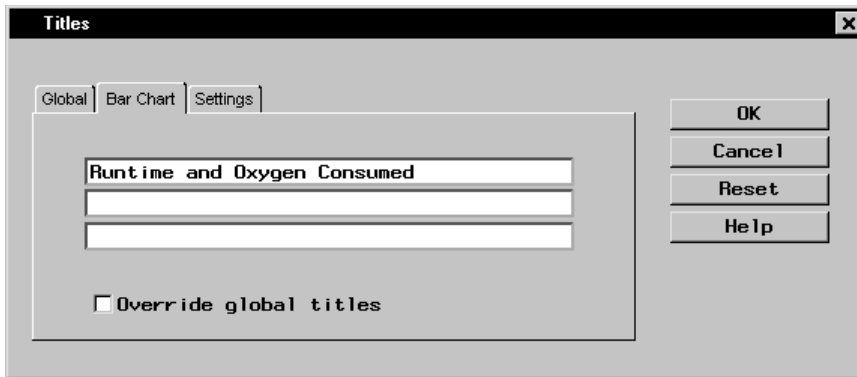 Titles
Global Bar Chart Settings
OK
Cancel
Runtime and Oxygen Consumed
Reset
Help
Override global titles